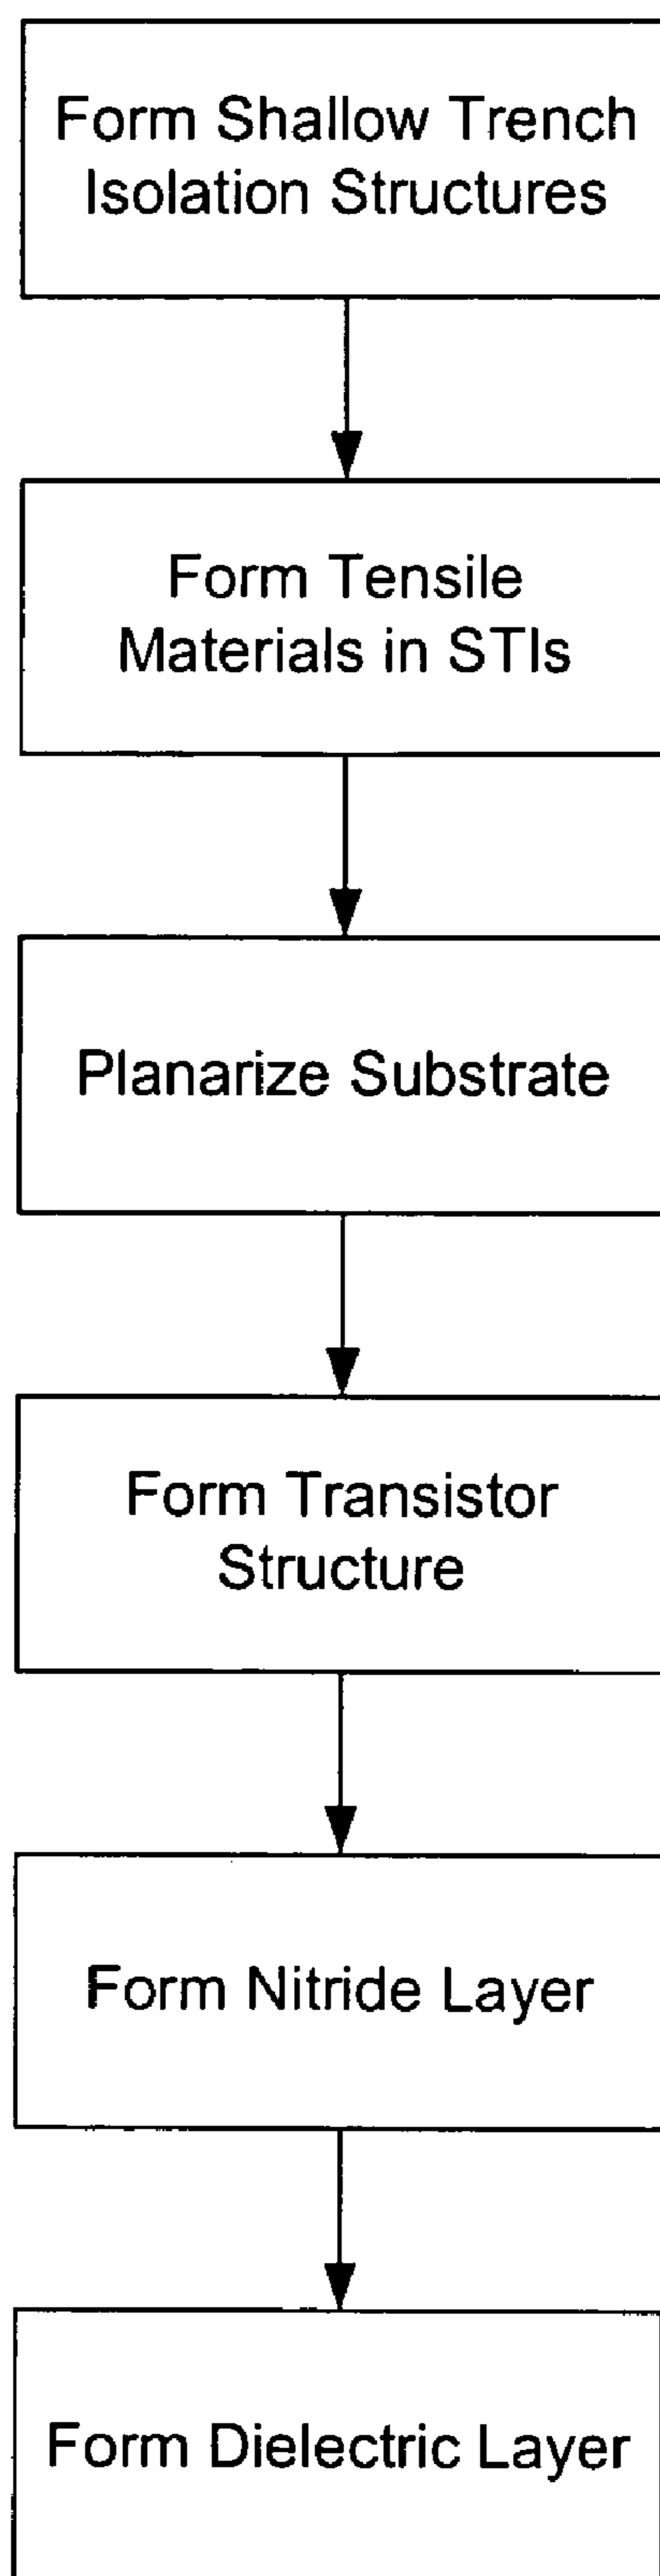 Form Shallow Trench
Isolation Structures
Form Tensile
Materials in STIs
Planarize Substrate
Form Transistor
Structure
Form Nitride Layer
Form Dielectric Layer